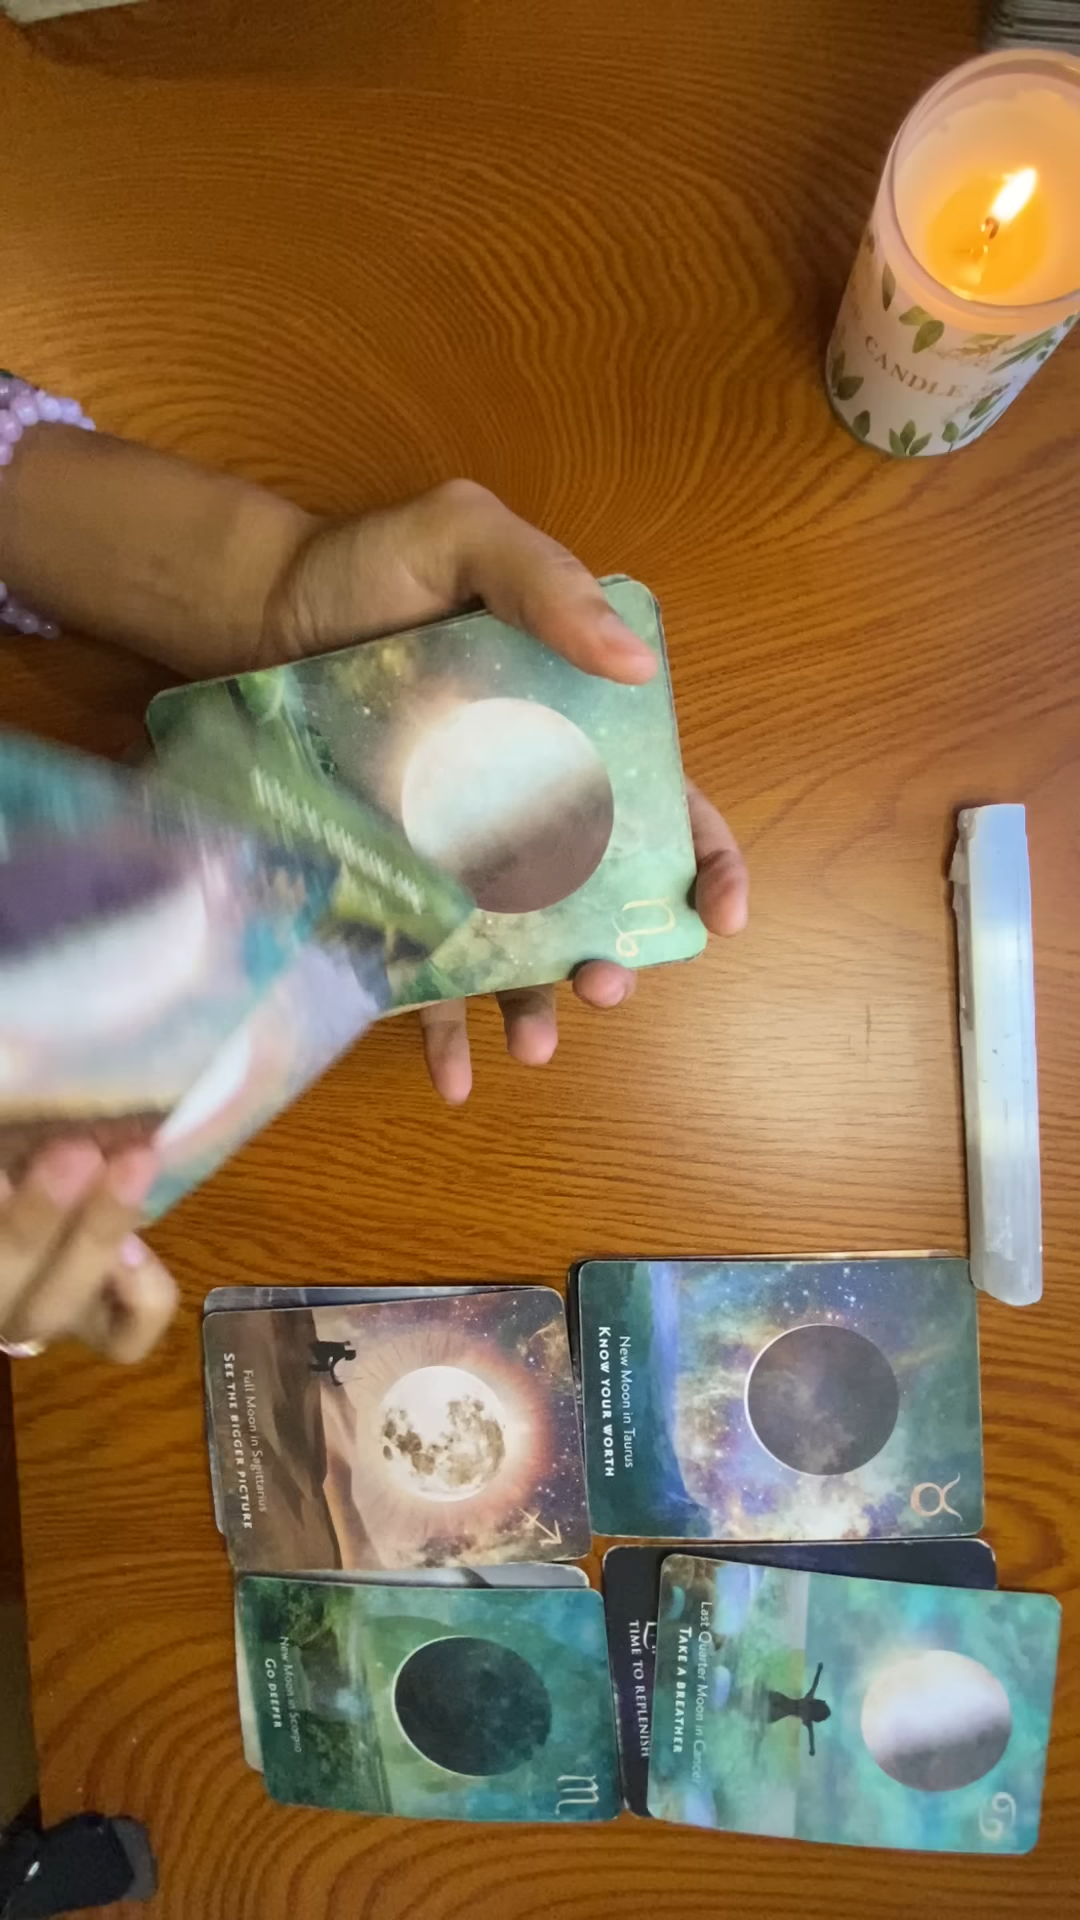 CANDLE
New Moon in Taurus
KNOW YOUR WORTH
Full Moon in Sagittarius
SEE THE BIGGER PICTURE
Last Quarter Moon in Cancer
TAKE A BREATHER
TIME TO REPLENISH
New Moon in Scorpio
GO DEEPER